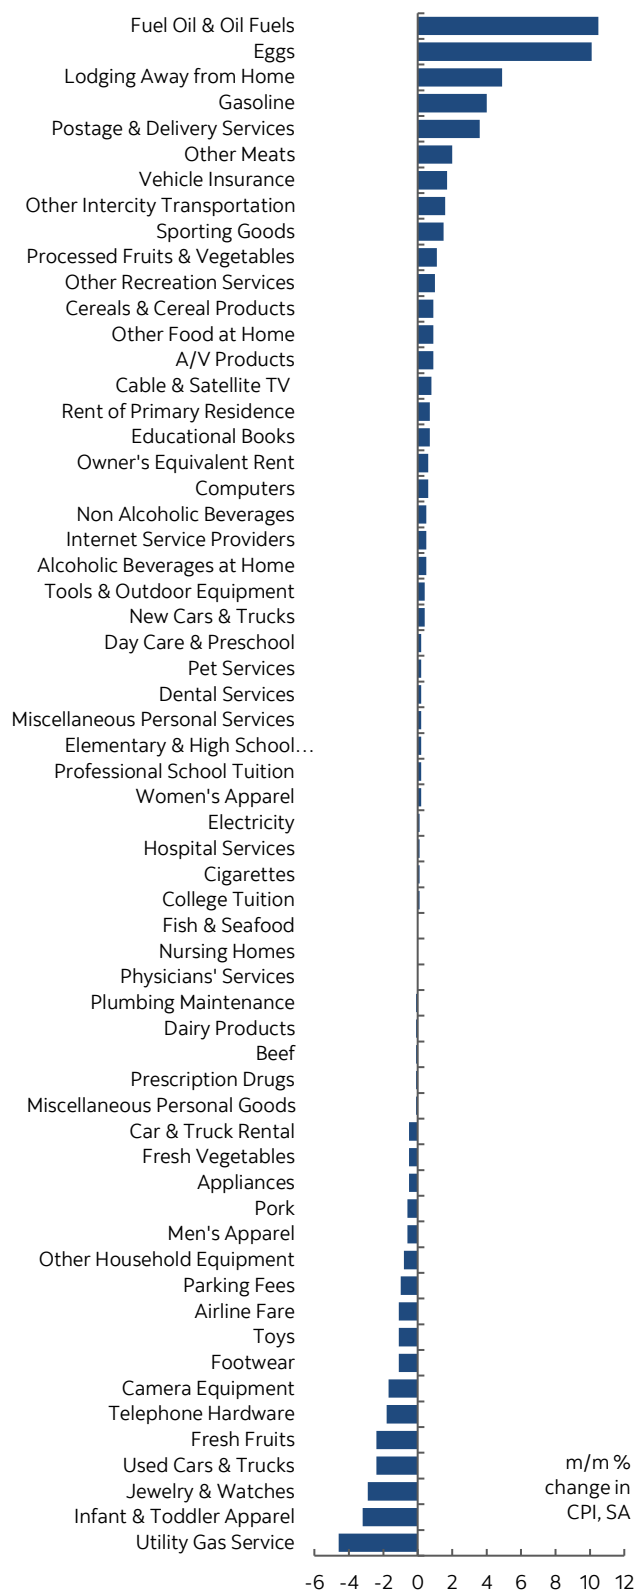 Fuel Oil & Oil Fuels
Eggs
Lodging Away from Home
Gasoline
Postage & Delivery Services
Other Meats
Vehicle Insurance
Other Intercity Transportation
Sporting Goods
Processed Fruits & Vegetables
Other Recreation Services
Cereals & Cereal Products
Other Food at Home
A/V Products
Cable & Satellite TV
Rent of Primary Residence
Educational Books
Owner's Equivalent Rent
Computers
Non Alcoholic Beverages
Internet Service Providers
Alcoholic Beverages at Home
Tools & Outdoor Equipment
New Cars & Trucks
Day Care & Preschool
Pet Services
Dental Services
Miscellaneous Personal Services
Elementary & High School…
Professional School Tuition
Women's Apparel
Electricity
Hospital Services
Cigarettes
College Tuition
Fish & Seafood
Nursing Homes
Physicians' Services
Plumbing Maintenance
Dairy Products
Beef
Prescription Drugs
Miscellaneous Personal Goods
Car & Truck Rental
Fresh Vegetables
Appliances
Pork
Men's Apparel
Other Household Equipment
Parking Fees
Airline Fare
Toys
Footwear
Camera Equipment
Telephone Hardware
Fresh Fruits
Used Cars & Trucks
Jewelry & Watches
Infant & Toddler Apparel
Utility Gas Service
m/m %
change in
CPI, SA
-6 -4 -2 0 2 4 6 8 10 12